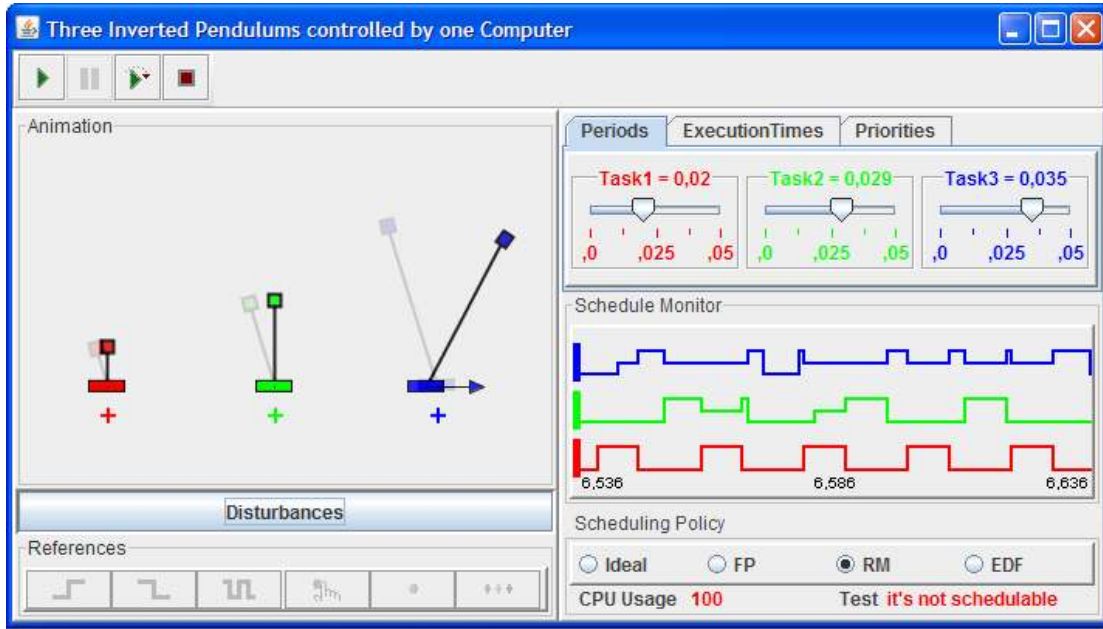 Three Inverted Pendulums controlled by one Computer
Animation
Disturbances
References
Periods ExecutionTimes Priorities
Task1 = 0,02 Task2 = 0,029 Task3 = 0,035
,0 ,025 ,05 ,0 ,025 ,05 ,0 ,025 ,05
Schedule Monitor
6,536 6,586 6,636
Scheduling Policy
Ideal FP RM EDF
CPU Usage 100 Test it's not schedulable